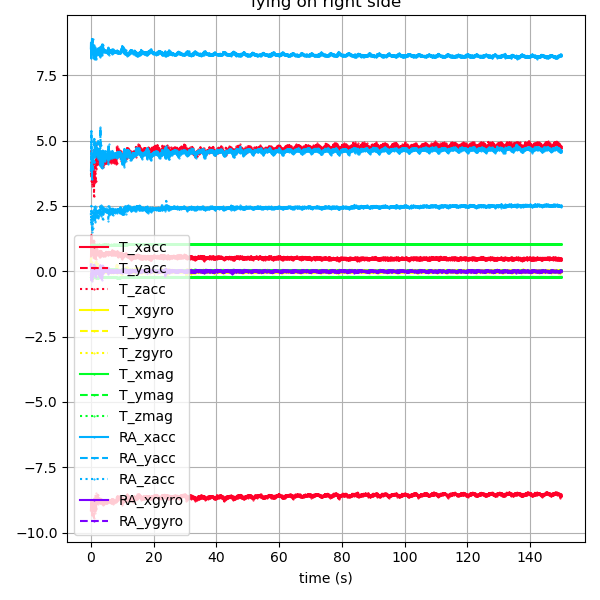 lying on right side
7.5
5.0
2.5
0.0
−2.5
−5.0
−7.5
−10.0
T_xacc
T_yacc
T_zacc
T_xgyro
T_ygyro
T_zgyro
T_xmag
T_ymag
T_zmag
RA_xacc
RA_yacc
RA_zacc
RA_xgyro
RA_ygyro
0 20 40 60 80 100 120 140
time (s)